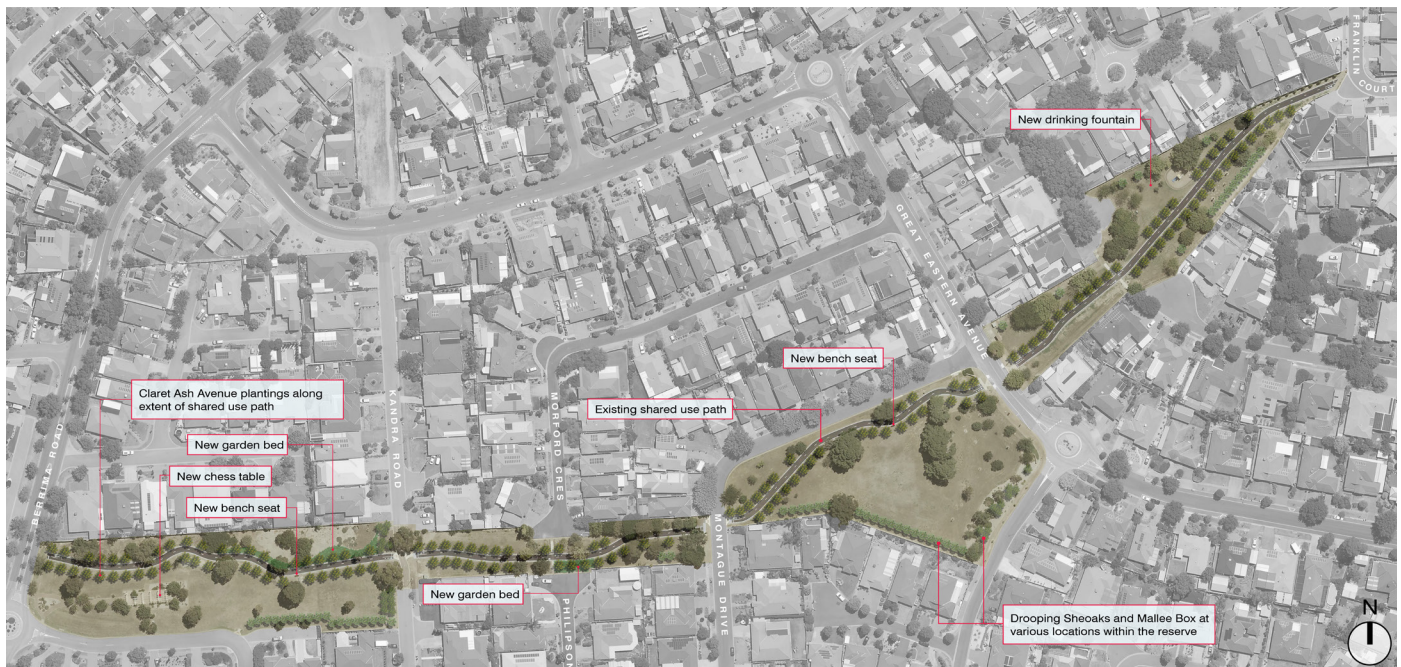 FRANKLIN
COURT
New drinking fountain
GREAT EASTERN AVENUE
New bench seat
Existing shared use path
Claret Ash Avenue plantings along
extent of shared use path
New garden bed
New chess table
New bench seat
BERRIMA ROAD
KANDRA ROAD
MORFORD CRES
MONTAGUE DRIVE
New garden bed
PHILIPSON
Drooping Sheoaks and Mallee Box at
various locations within the reserve
N